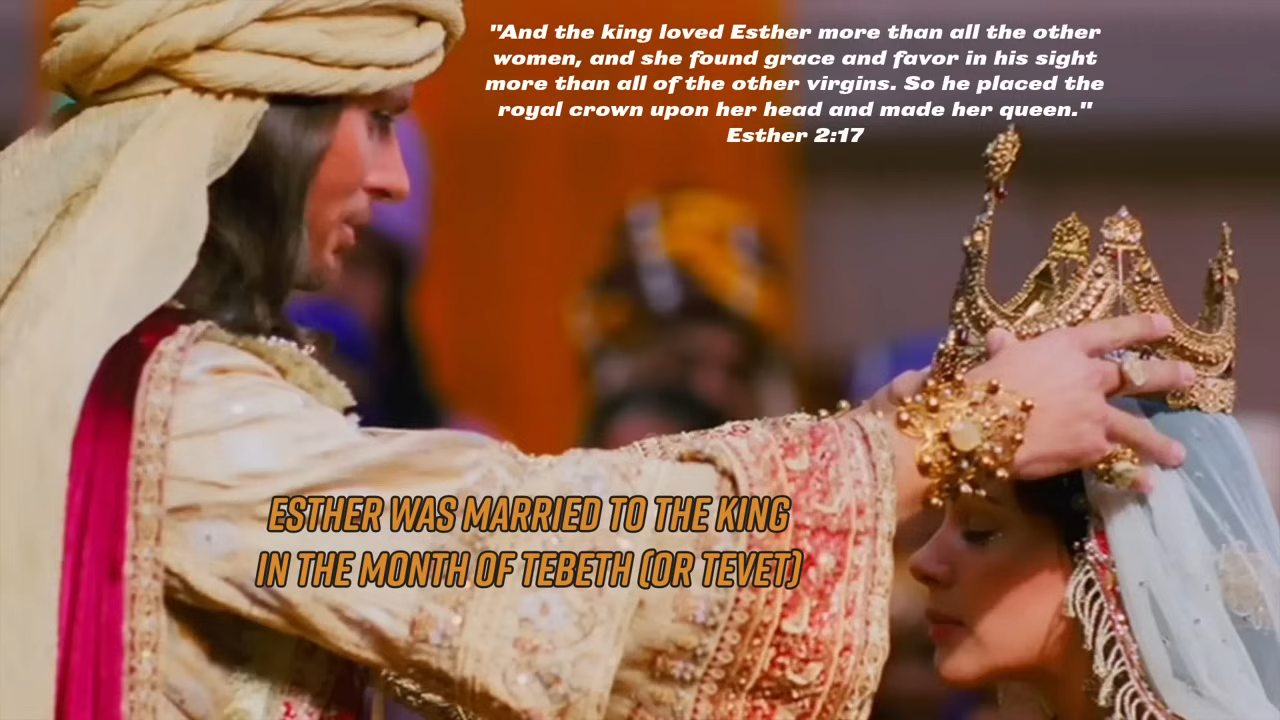 "And the king loved Esther more than all the other
women, and she found grace and favor in his sight
more than all of the other virgins. So he placed the
royal crown upon her head and made her queen."
Esther 2:17
ESTHER WAS MARRIED TO THE KING
IN THE MONTH OF TEBETH (OR TEVET)